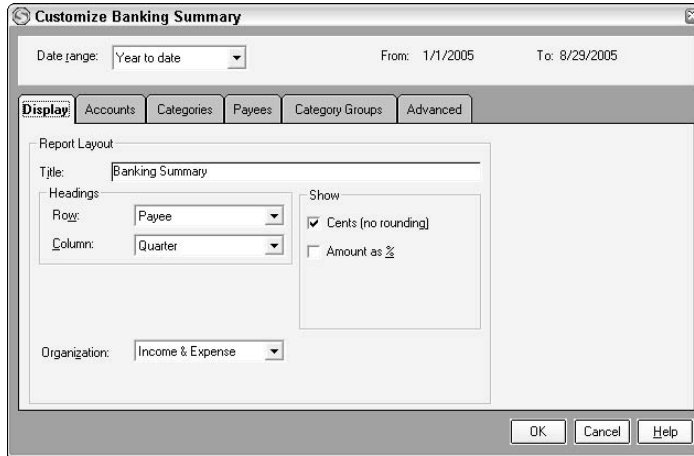 Customize Banking Summary
Date range: Year to date From: 1/1/2005 To: 8/29/2005
Display Accounts Categories Payees Category Groups Advanced
Report Layout
Title: Banking Summary
Headings
Row: Payee
Column: Quarter
Show
Cents (no rounding)
Amount as %
Organization: Income & Expense
OK Cancel Help